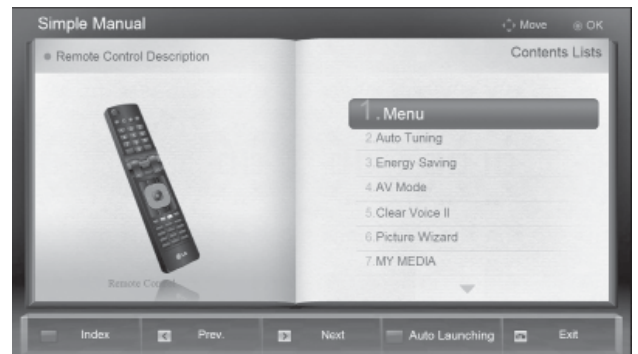 Simple Manual
Move
OK
Remote Control Description
Contents Lists
1. Menu
2. Auto Tuning
3. Energy Saving
4. AV Mode
5. Clear Voice II
6. Picture Wizard
7. MY MEDIA
Remote
LG
Index
Prev.
Next
Auto Launching
Exit